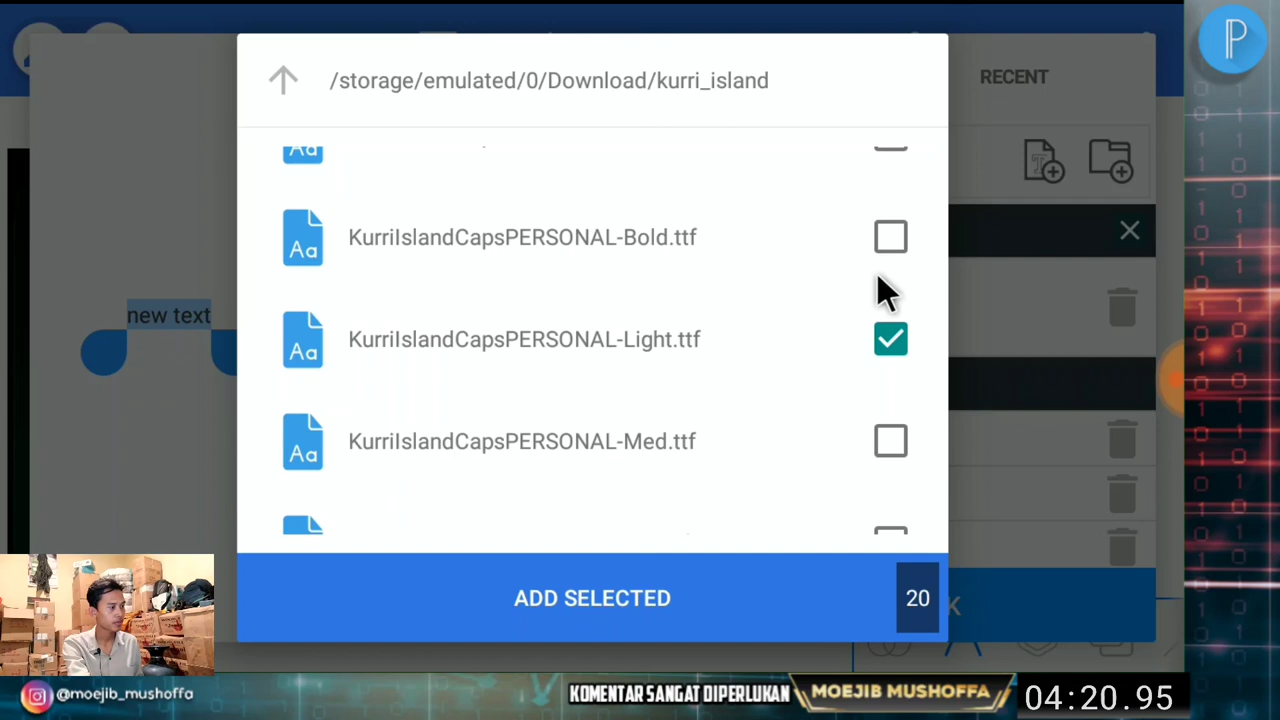 /storage/emulated/0/Download/kurri_island
RECENT
KurriIslandCapsPERSONAL-Bold.ttf
KurriIslandCapsPERSONAL-Light.ttf
KurriIslandCapsPERSONAL-Med.ttf
new text
ADD SELECTED
20
K
@moejib_mushoffa
KOMENTAR SANGAT DIPERLUKAN
MOEJIB MUSHOFFA
04:20.95